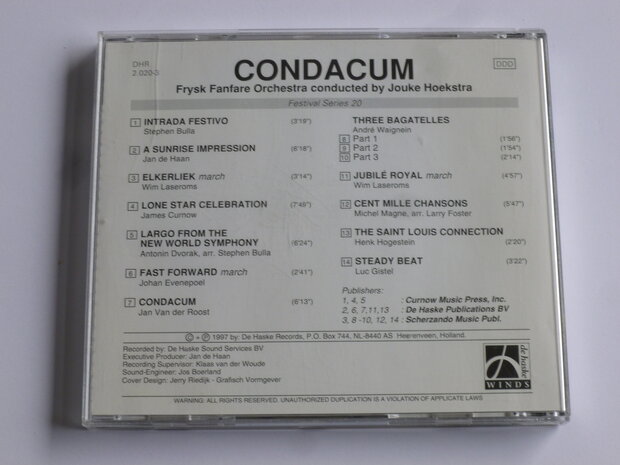 DHR
2.020-3
CONDACUM
DDD
Frysk Fanfare Orchestra conducted by Jouke Hoekstra
Festival Series 20
1 INTRADA FESTIVO (3'19")
Stephen Bulla
2 A SUNRISE IMPRESSION (6'18")
Jan de Haan
3 ELKERLIEK march (3'14")
Wim Laseroms
4 LONE STAR CELEBRATION (7'49")
James Curnow
5 LARGO FROM THE
NEW WORLD SYMPHONY (6'24")
Antonin Dvorak, arr. Stephen Bulla
6 FAST FORWARD march (2'41")
Johan Evenepoel
7 CONDACUM (6'13")
Jan Van der Roost
THREE BAGATELLES
André Waignein
8 Part 1 (1'56")
9 Part 2 (1'54")
10 Part 3 (2'14")
11 JUBILÉ ROYAL march (4'57")
Wim Laseroms
12 CENT MILLE CHANSONS (5'47")
Michel Magne, arr. Larry Foster
13 THE SAINT LOUIS CONNECTION
Henk Hogestein (2'20")
14 STEADY BEAT (3'22")
Luc Gistel
Publishers:
1, 4, 5 : Curnow Music Press, Inc.
2, 6, 7,11,13 : De Haske Publications BV
3, 8 -10, 12, 14 : Scherzando Music Publ.
© + ℗ 1997 by: De Haske Records, P.O. Box 744, NL-8440 AS Heerenveen, Holland.
Recorded by: De Haske Sound Services BV
Executive Producer: Jan de Haan
Recording Supervisor: Klaas van der Woude
Sound-Engineer: Jos Boerland
Cover Design: Jerry Riedijk - Grafisch Vormgever
de haske
WINDS
WARNING: ALL RIGHTS RESERVED. UNAUTHORIZED DUPLICATION IS A VIOLATION OF APPLICATE LAWS